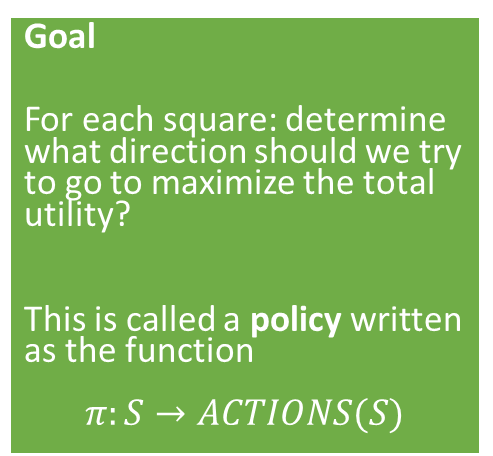 Goal
For each square: determine
what direction should we try
to go to maximize the total
utility?
This is called a policy written
as the function
π: S → ACTIONS(S)